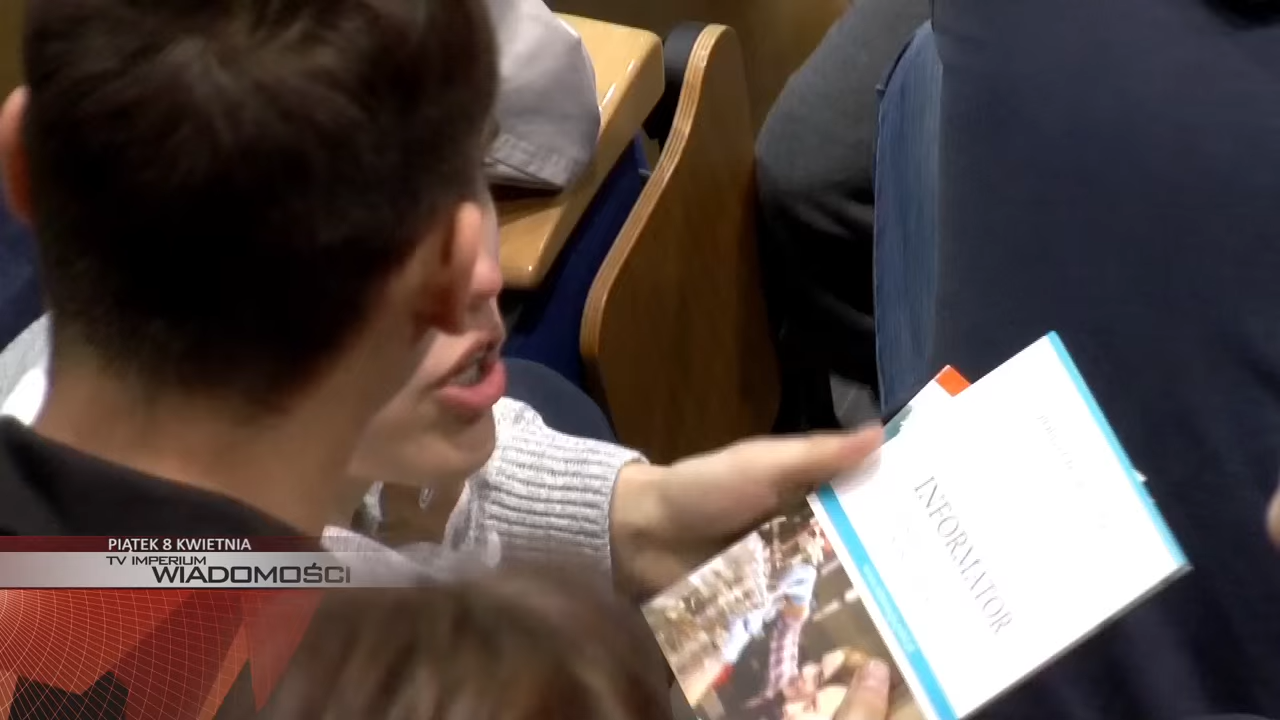 INFORMATOR
PIĄTEK 8 KWIETNIA
TV IMPERIUM
WIADOMOŚCI